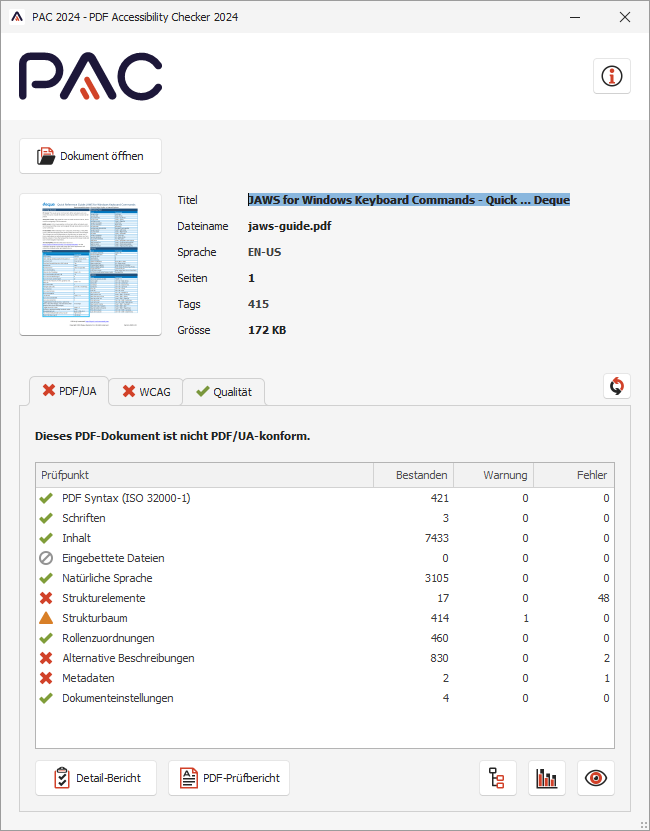 PAC 2024 - PDF Accessibility Checker 2024
PAC
Dokument öffnen
Titel JAWS for Windows Keyboard Commands - Quick ... Deque
Dateiname jaws-guide.pdf
Sprache EN-US
Seiten 1
Tags 415
Grösse 172 KB
PDF/UA WCAG Qualität
Dieses PDF-Dokument ist nicht PDF/UA-konform.
Prüfpunkt Bestanden Warnung Fehler
PDF Syntax (ISO 32000-1) 421 0 0
Schriften 3 0 0
Inhalt 7433 0 0
Eingebettete Dateien 0 0 0
Natürliche Sprache 3105 0 0
Strukturelemente 17 0 48
Strukturbaum 414 1 0
Rollenzuordnungen 460 0 0
Alternative Beschreibungen 830 0 2
Metadaten 2 0 1
Dokumenteinstellungen 4 0 0
Detail-Bericht PDF-Prüfbericht